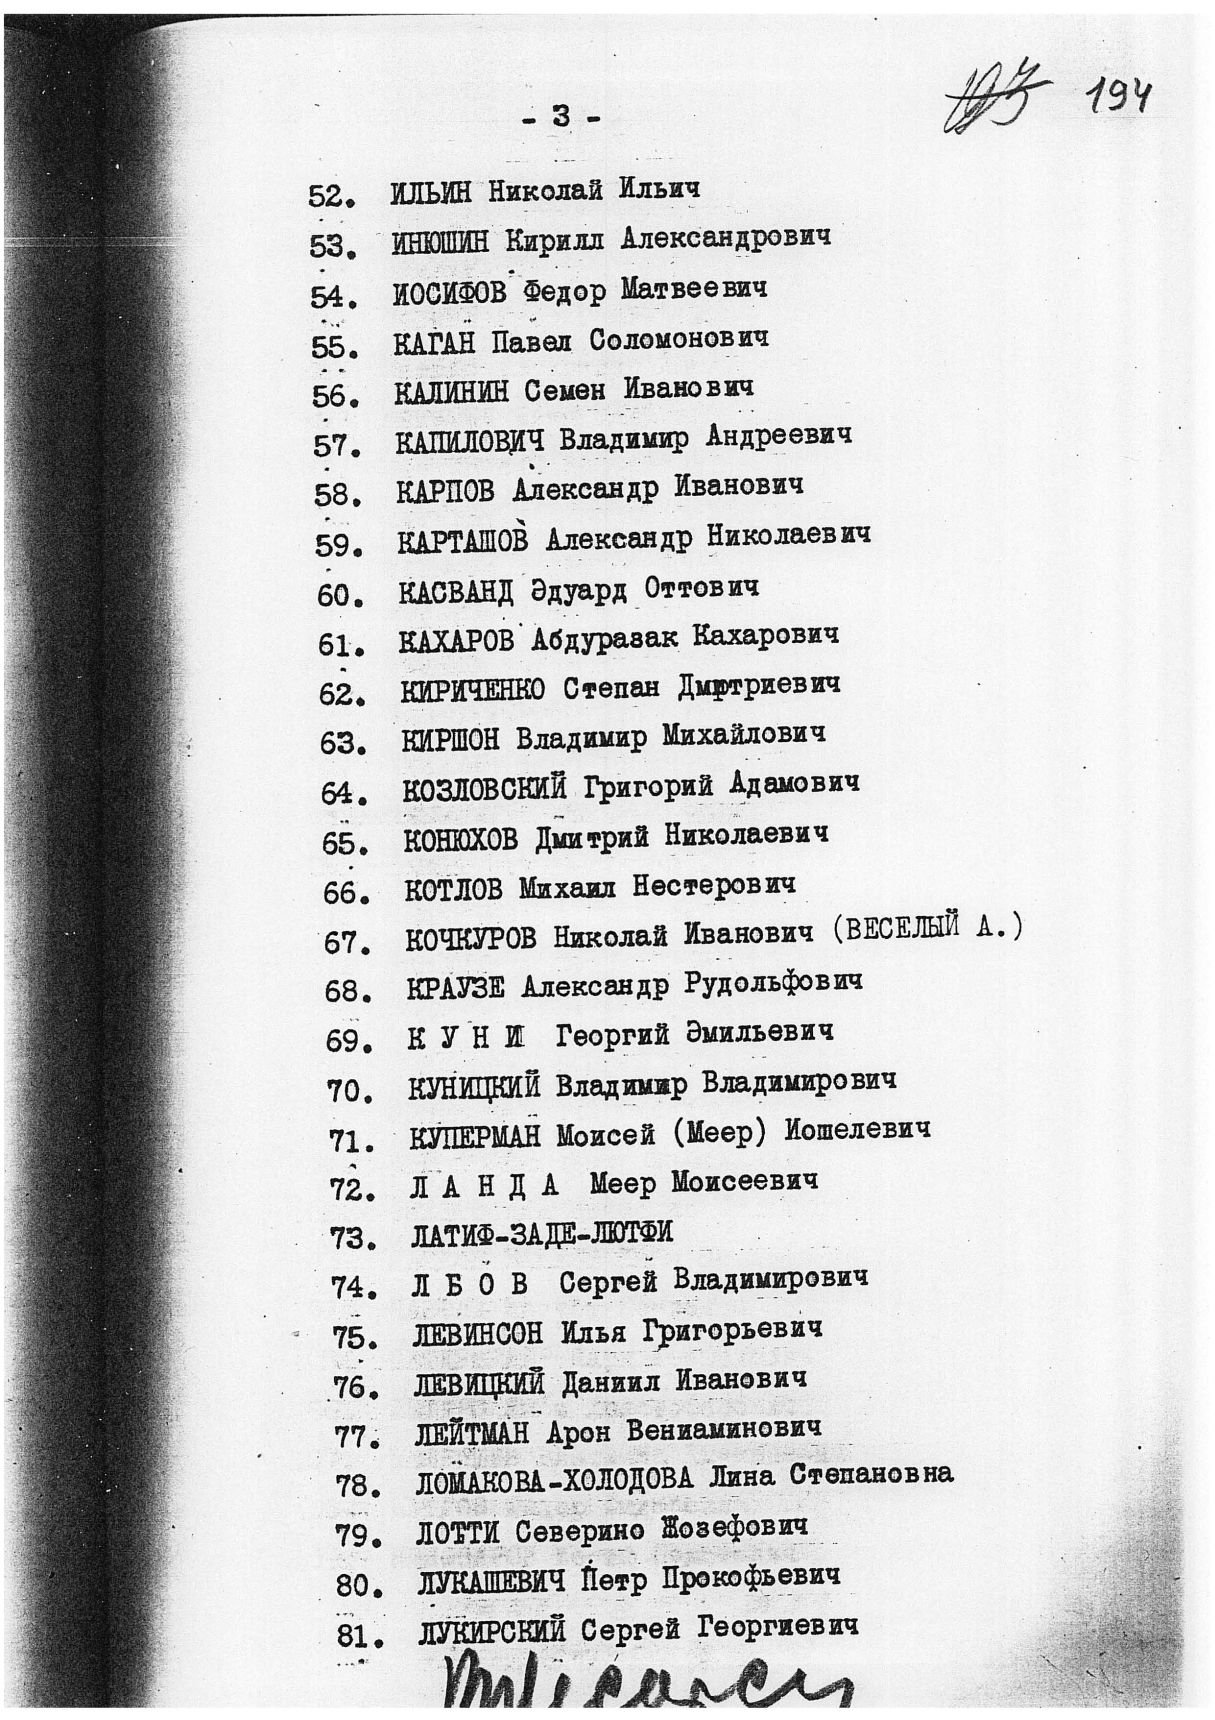 - 3 -
193 194
52. ИЛЬИН Николай Ильич
53. ИНЮШИН Кирилл Александрович
54. ИОСИФОВ Федор Матвеевич
55. КАГАН Павел Соломонович
56. КАЛИНИН Семен Иванович
57. КАПИЛОВИЧ Владимир Андреевич
58. КАРПОВ Александр Иванович
59. КАРТАШОВ Александр Николаевич
60. КАСВАНД Эдуард Оттович
61. КАХАРОВ Абдуразак Кахарович
62. КИРИЧЕНКО Степан Дмитриевич
63. КИРШОН Владимир Михайлович
64. КОЗЛОВСКИЙ Григорий Адамович
65. КОНЮХОВ Дмитрий Николаевич
66. КОТЛОВ Михаил Нестерович
67. КОЧКУРОВ Николай Иванович (ВЕСЕЛЫЙ А.)
68. КРАУЗЕ Александр Рудольфович
69. К У Н И Георгий Эмильевич
70. КУНИЦКИЙ Владимир Владимирович
71. КУПЕРМАН Моисей (Меер) Иошелевич
72. Л А Н Д А Меер Моисеевич
73. ЛАТИФ-ЗАДЕ-ЛЮТФИ
74. Л Б О В Сергей Владимирович
75. ЛЕВИНСОН Илья Григорьевич
76. ЛЕВИЦКИЙ Даниил Иванович
77. ЛЕЙТМАН Арон Вениаминович
78. ЛОМАКОВА-ХОЛОДОВА Лина Степановна
79. ЛОТТИ Северино Жозефович
80. ЛУКАШЕВИЧ Петр Прокофьевич
81. ЛУКИРСКИЙ Сергей Георгиевич